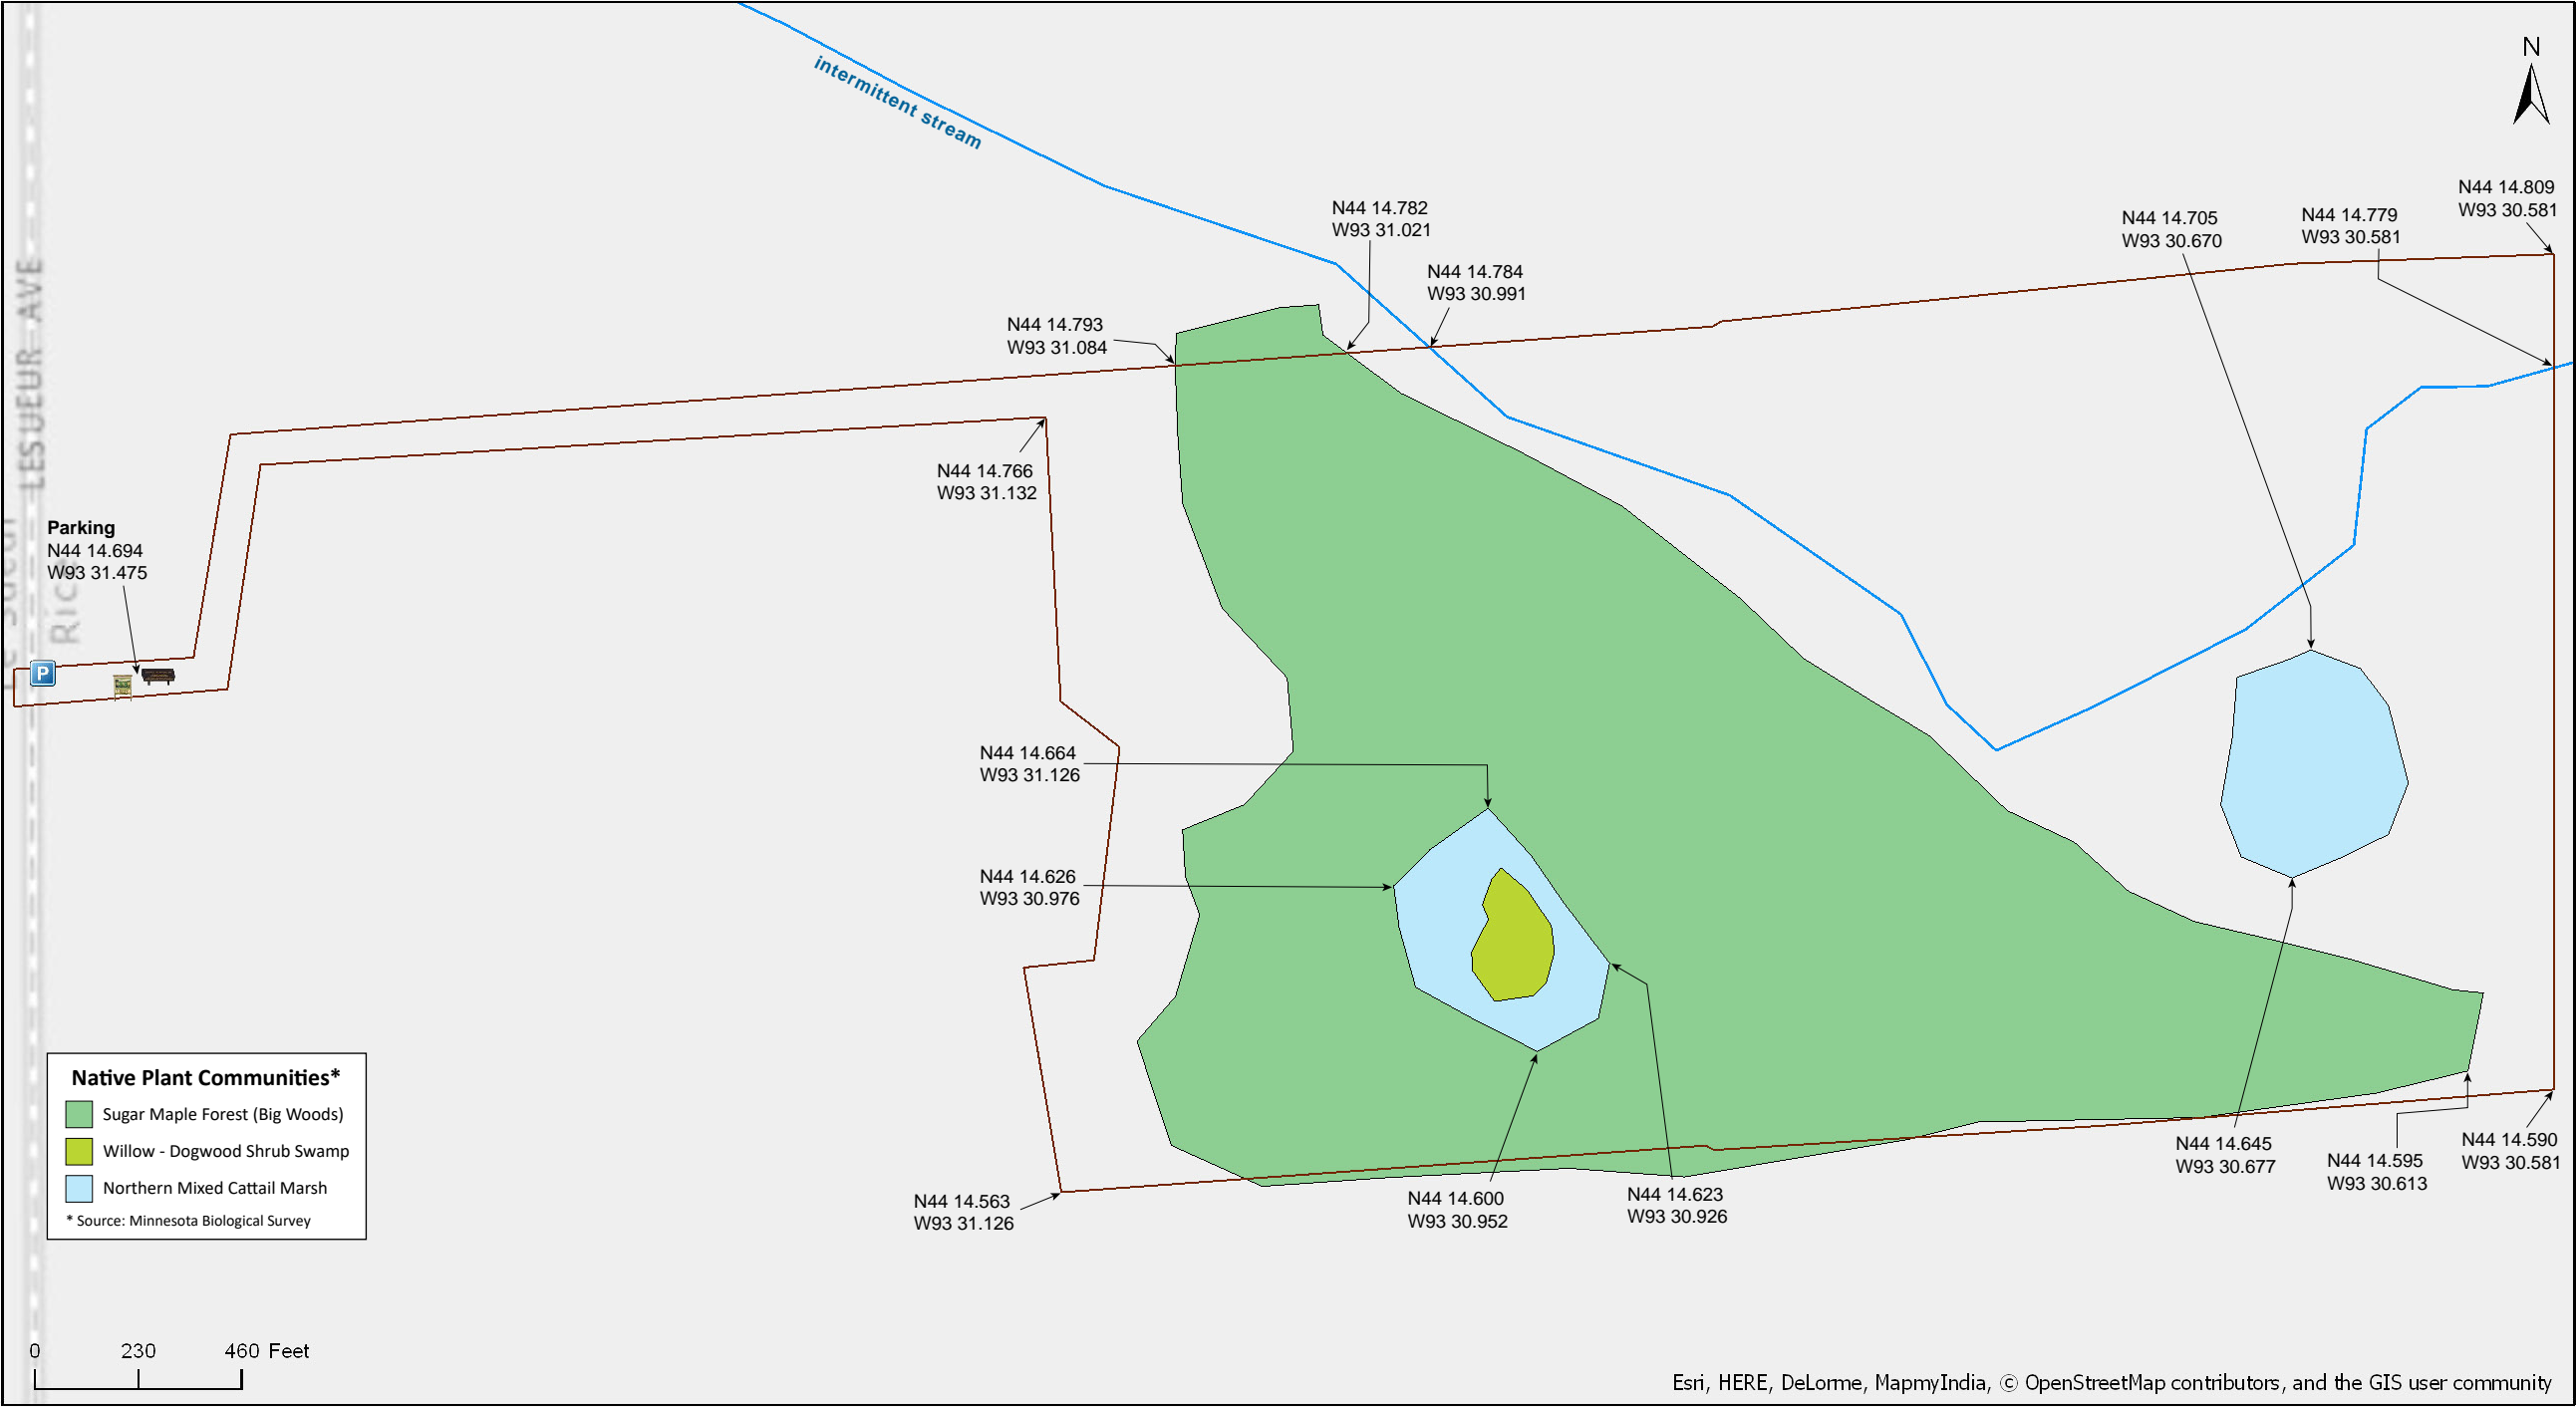 intermittent stream
N
N44 14.809
W93 30.581
N44 14.779
W93 30.581
N44 14.705
W93 30.670
N44 14.782
W93 31.021
N44 14.784
W93 30.991
N44 14.793
W93 31.084
LESUEUR AVE
N44 14.766
W93 31.132
Parking
N44 14.694
W93 31.475
Rice
P
N44 14.664
W93 31.126
N44 14.626
W93 30.976
Native Plant Communities*
Sugar Maple Forest (Big Woods)
Willow - Dogwood Shrub Swamp
Northern Mixed Cattail Marsh
* Source: Minnesota Biological Survey
N44 14.563
W93 31.126
N44 14.600
W93 30.952
N44 14.623
W93 30.926
N44 14.645
W93 30.677
N44 14.595
W93 30.613
N44 14.590
W93 30.581
0 230 460 Feet
Esri, HERE, DeLorme, MapmyIndia, © OpenStreetMap contributors, and the GIS user community